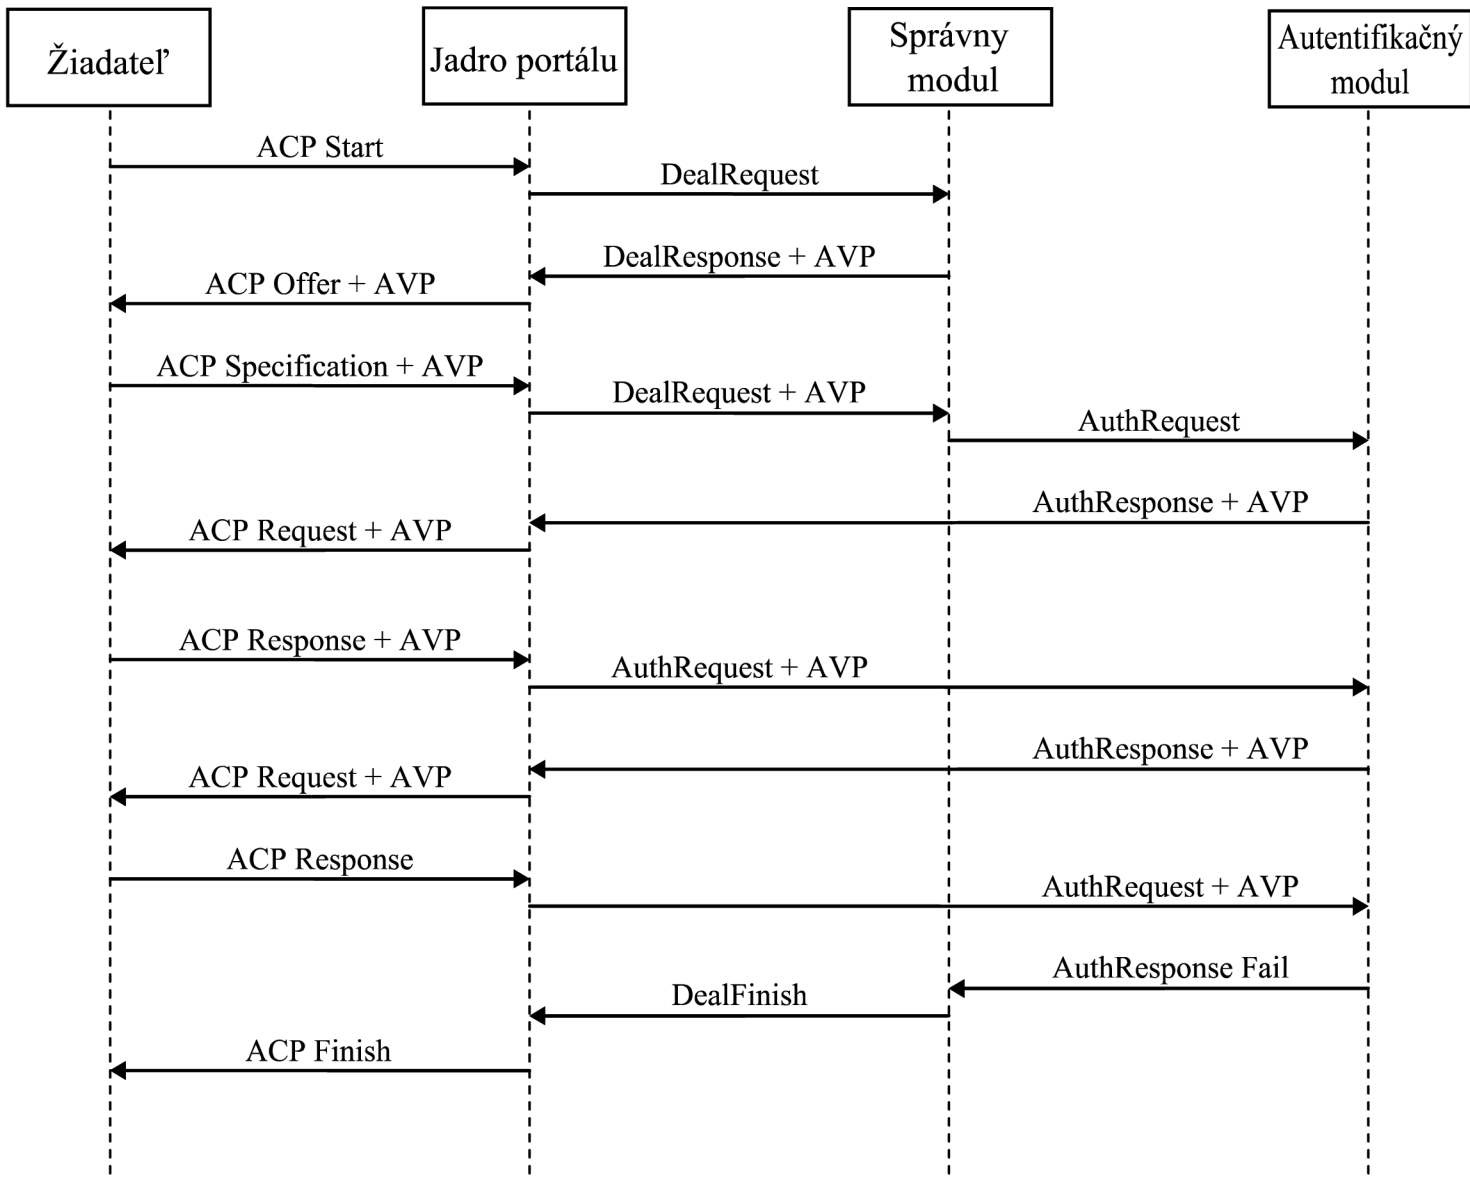 Žiadateľ
Jadro portálu
Správny
modul
Autentifikačný
modul
ACP Start
DealRequest
DealResponse + AVP
ACP Offer + AVP
ACP Specification + AVP
DealRequest + AVP
AuthRequest
AuthResponse + AVP
ACP Request + AVP
ACP Response + AVP
AuthRequest + AVP
AuthResponse + AVP
ACP Request + AVP
ACP Response
AuthRequest + AVP
AuthResponse Fail
DealFinish
ACP Finish